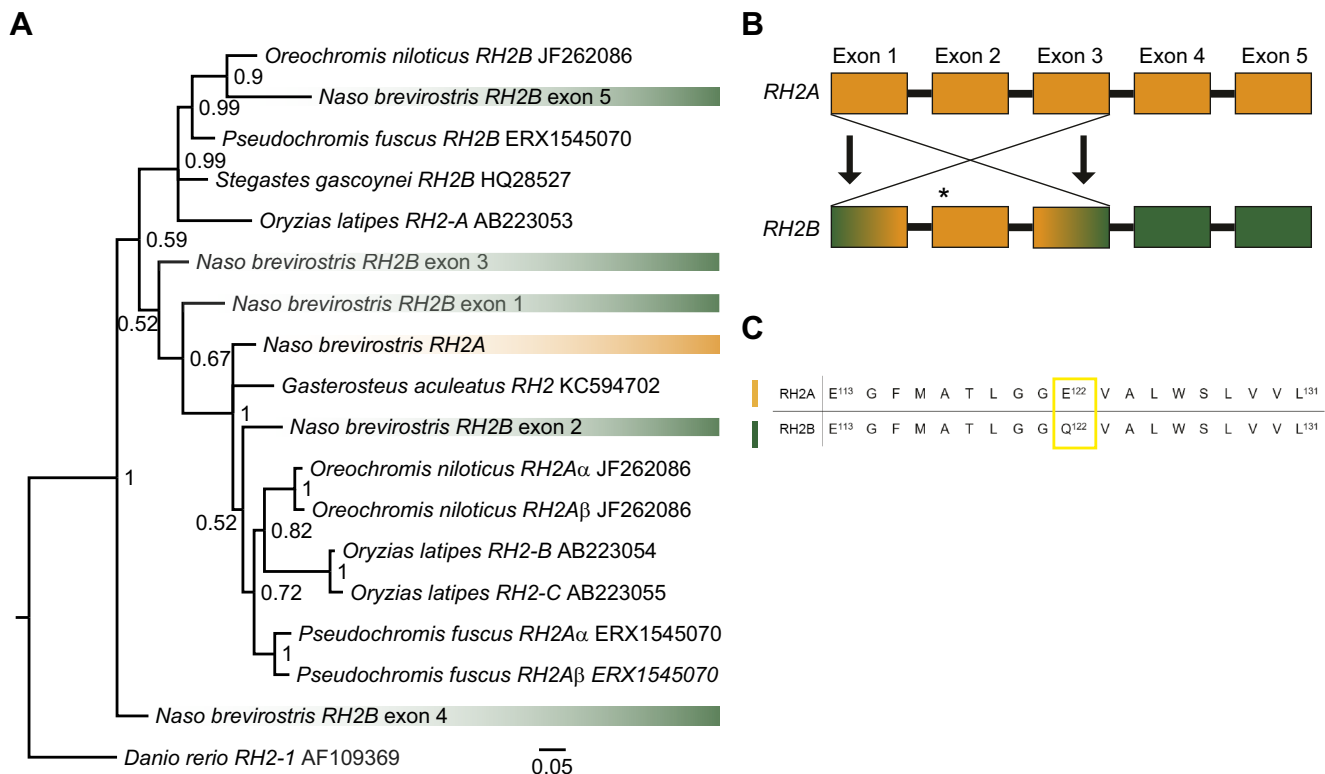 A
Oreochromis niloticus RH2B JF262086
0.9
Naso brevirostris RH2B exon 5
0.99
Pseudochromis fuscus RH2B ERX1545070
0.99
Stegastes gascoynei RH2B HQ28527
Oryzias latipes RH2-A AB223053
0.59
Naso brevirostris RH2B exon 3
Naso brevirostris RH2B exon 1
0.52
Naso brevirostris RH2A
0.67
Gasterosteus aculeatus RH2 KC594702
1
Naso brevirostris RH2B exon 2
Oreochromis niloticus RH2Aα JF262086
1
1
Oreochromis niloticus RH2Aβ JF262086
0.52
0.82
Oryzias latipes RH2-B AB223054
1
Oryzias latipes RH2-C AB223055
0.72
Pseudochromis fuscus RH2Aα ERX1545070
1
Pseudochromis fuscus RH2Aβ ERX1545070
Naso brevirostris RH2B exon 4
Danio rerio RH2-1 AF109369
0.05
B
Exon 1 Exon 2 Exon 3 Exon 4 Exon 5
RH2A
*
RH2B
C
RH2A E¹¹³ G F M A T L G G E¹²² V A L W S L V V L¹³¹
RH2B E¹¹³ G F M A T L G G Q¹²² V A L W S L V V L¹³¹